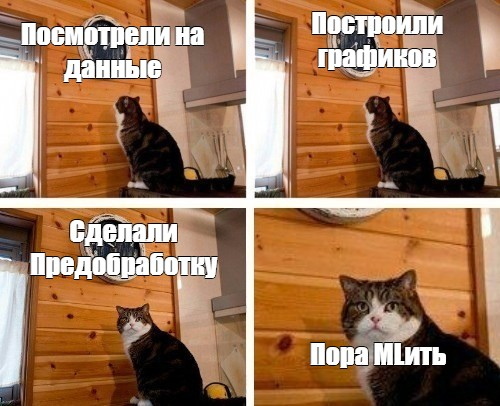 Посмотрели на
данные
Построили
графиков
Сделали
Предобработку
Пора MLить